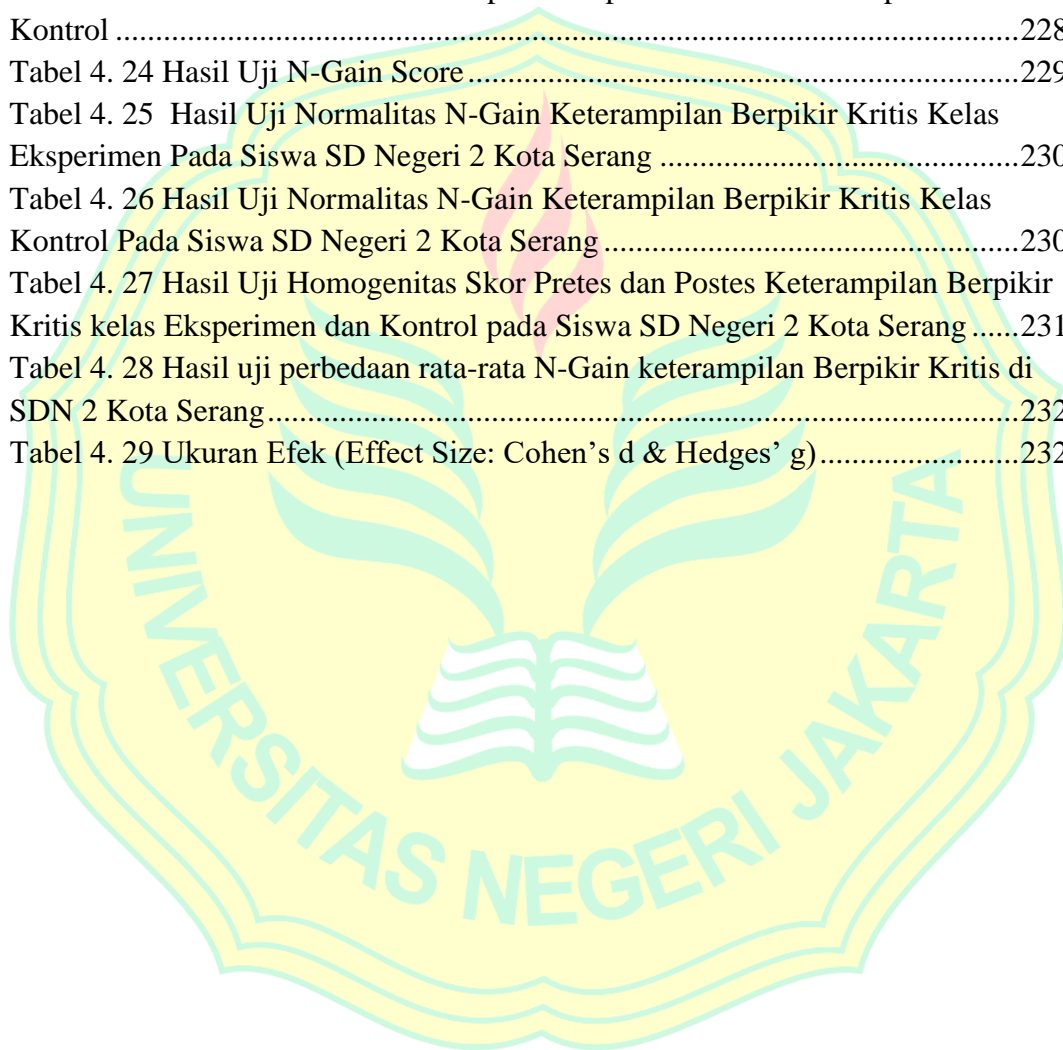 Kontrol ........................................................................................................228
Tabel 4. 24 Hasil Uji N-Gain Score....................................................................229
Tabel 4. 25  Hasil Uji Normalitas N-Gain Keterampilan Berpikir Kritis Kelas
Eksperimen Pada Siswa SD Negeri 2 Kota Serang .............................................230
Tabel 4. 26 Hasil Uji Normalitas N-Gain Keterampilan Berpikir Kritis Kelas
Kontrol Pada Siswa SD Negeri 2 Kota Serang....................................................230
Tabel 4. 27 Hasil Uji Homogenitas Skor Pretes dan Postes Keterampilan Berpikir
Kritis kelas Eksperimen dan Kontrol pada Siswa SD Negeri 2 Kota Serang ......231
Tabel 4. 28 Hasil uji perbedaan rata-rata N-Gain keterampilan Berpikir Kritis di
SDN 2 Kota Serang..............................................................................................232
Tabel 4. 29 Ukuran Efek (Effect Size: Cohen’s d & Hedges’ g).........................232
UNIVERSITAS NEGERI JAKARTA